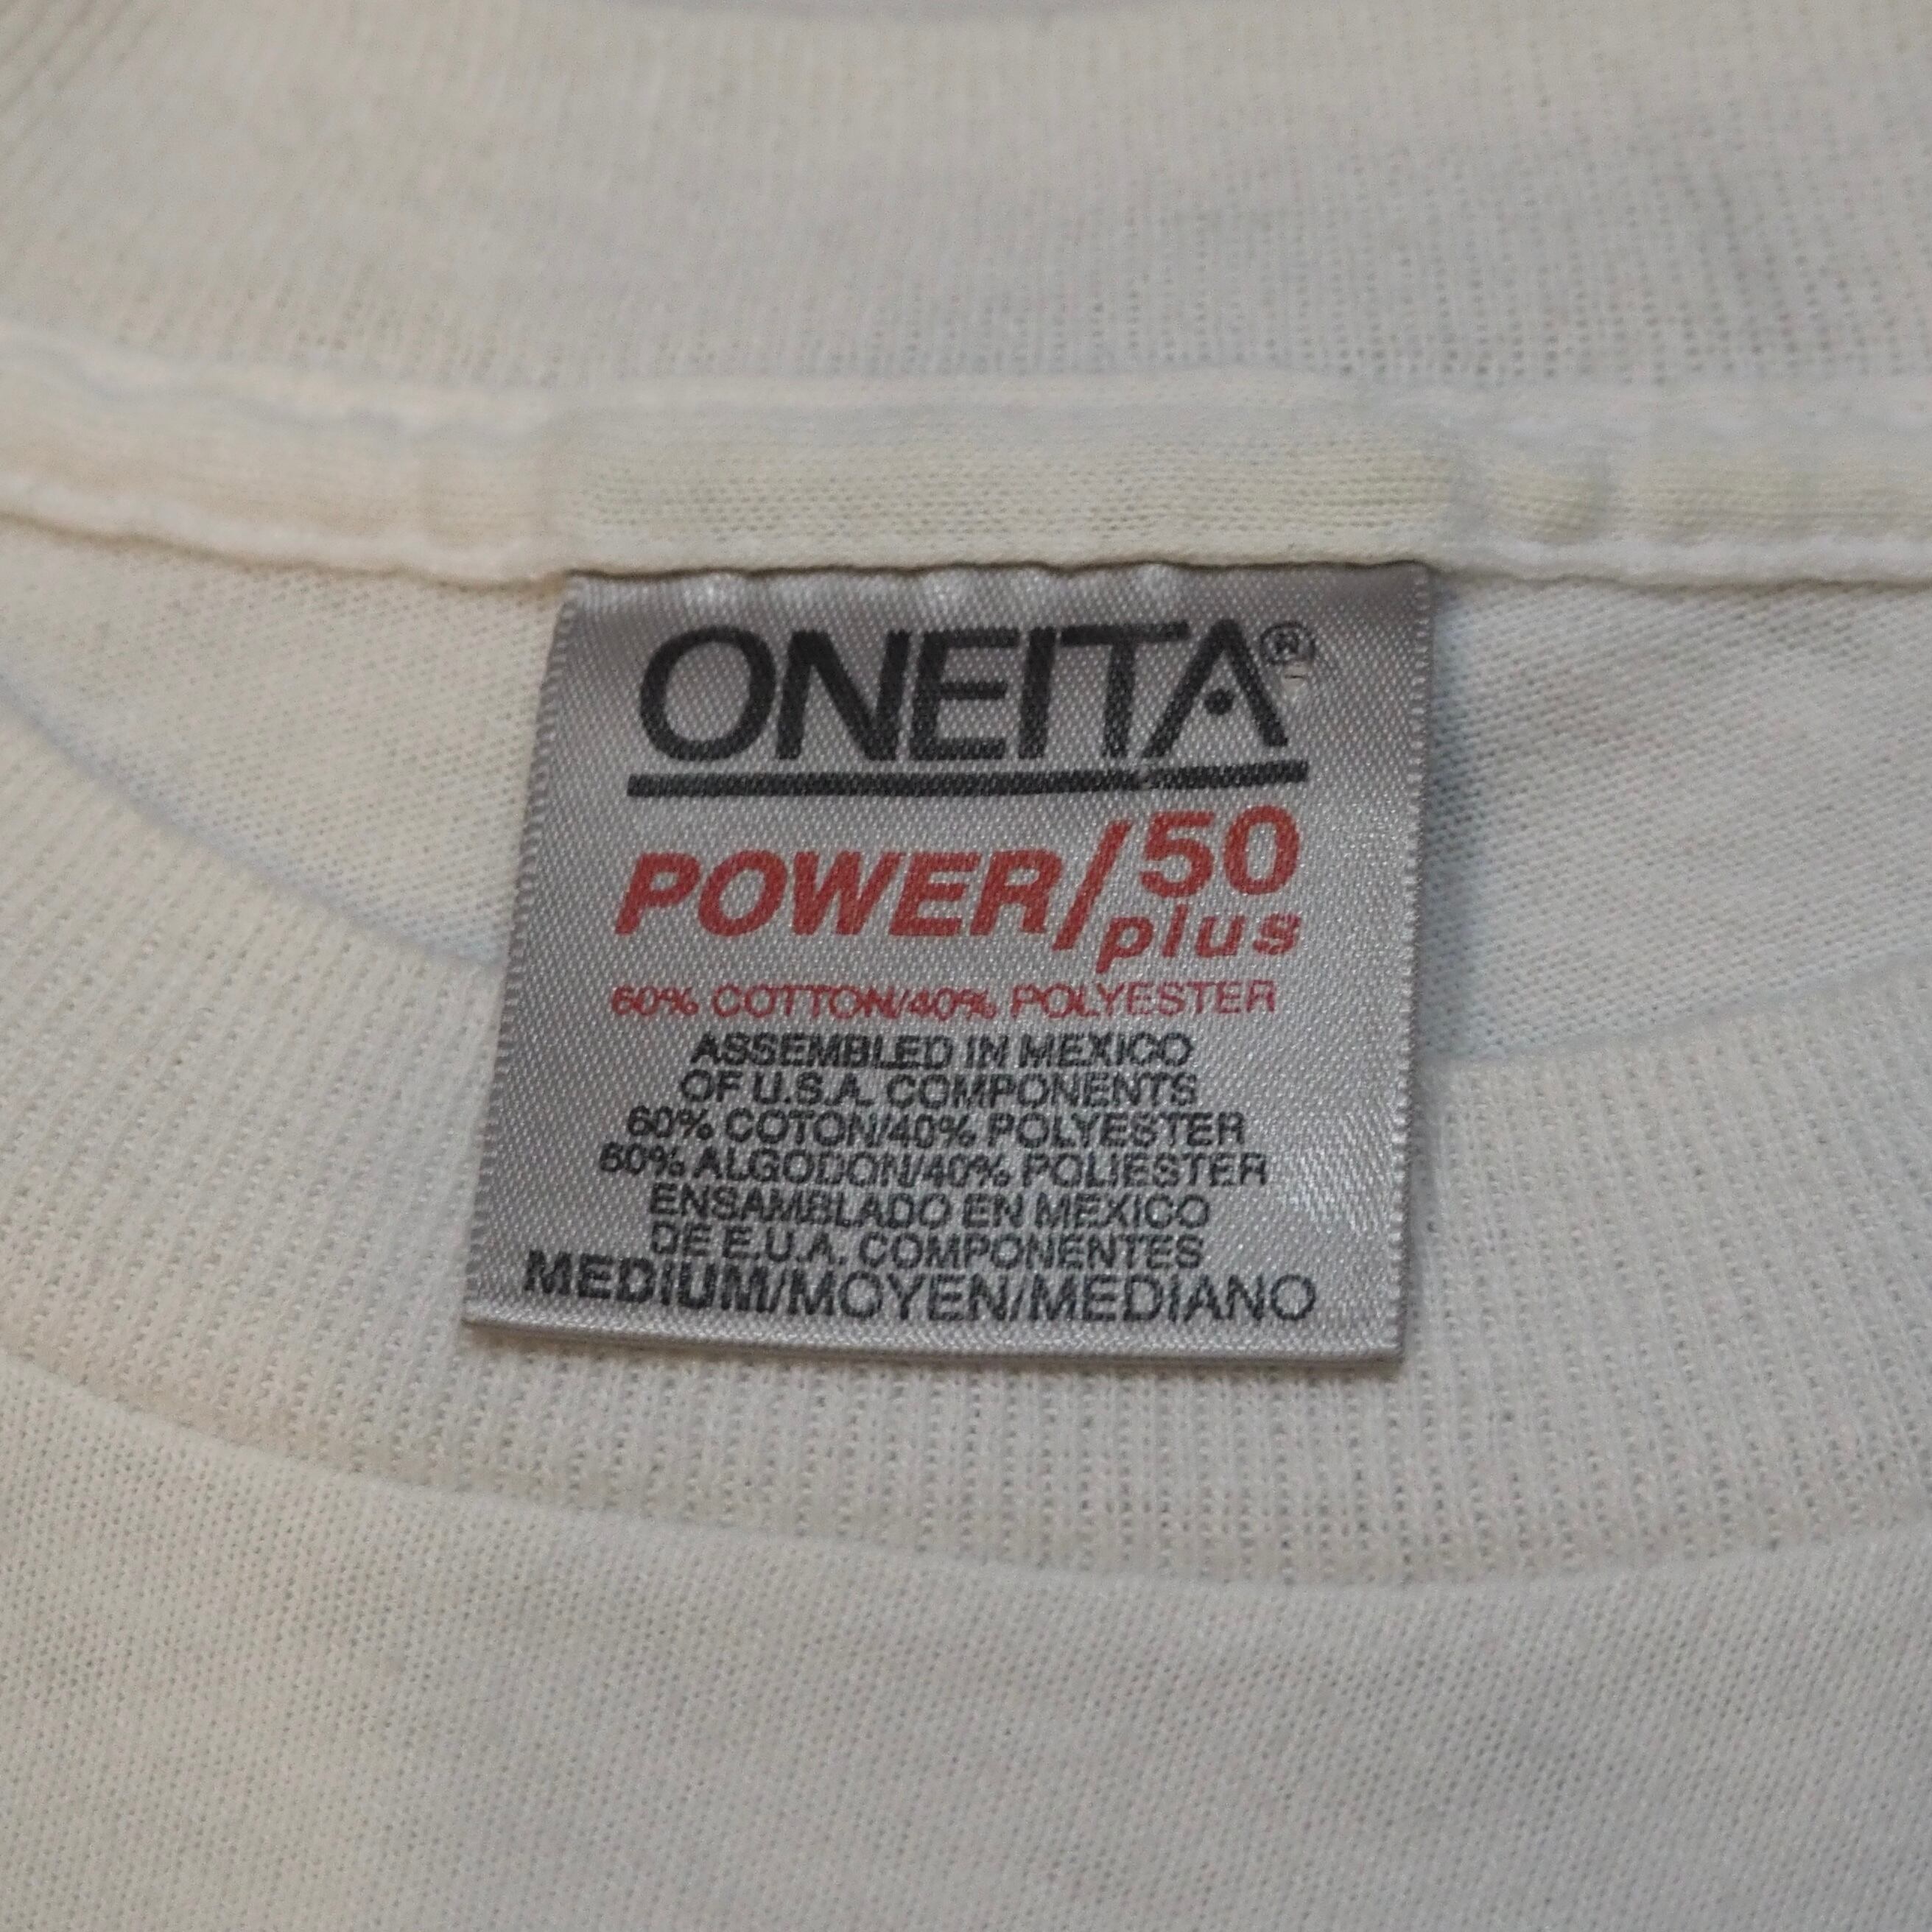 ONEITA®
POWER/50
plus
60% COTTON/40% POLYESTER
ASSEMBLED IN MEXICO
OF U.S.A. COMPONENTS
60% COTON/40% POLYESTER
60% ALGODON/40% POLIESTER
ENSAMBLADO EN MEXICO
DE E.U.A. COMPONENTES
MEDIUM/MOYEN/MEDIANO